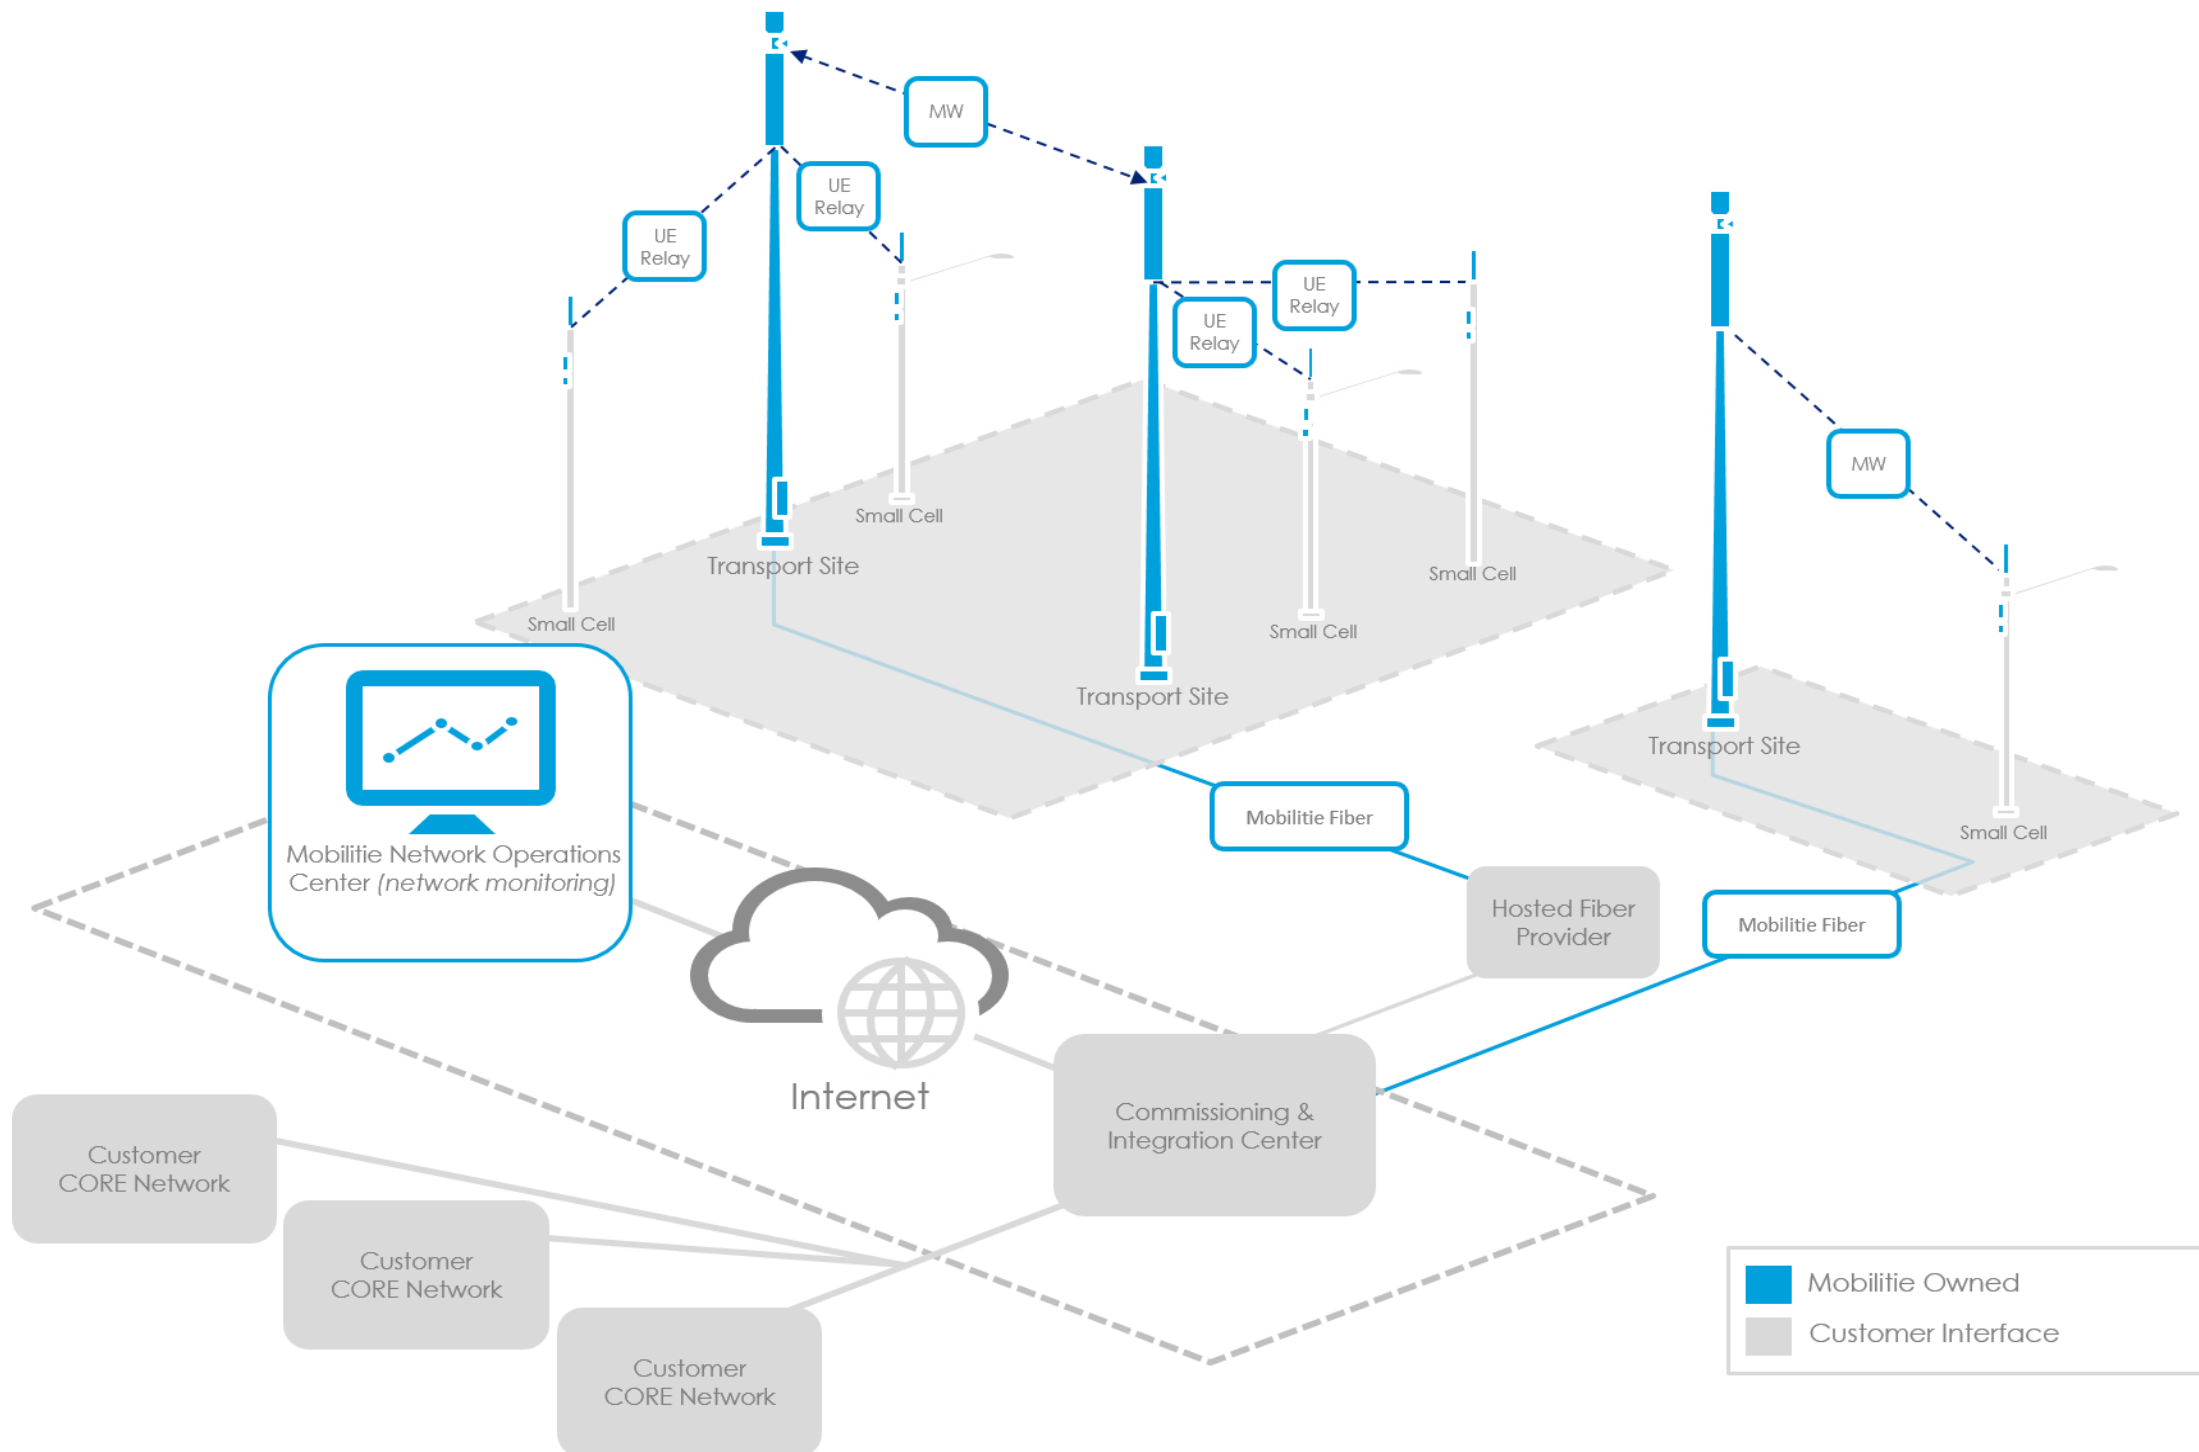 MW
UE
Relay
UE
Relay
UE
Relay
UE
Relay
MW
Small Cell
Transport Site
Small Cell
Small Cell
Small Cell
Transport Site
Transport Site
Small Cell
Mobilitie Fiber
Mobilitie Network Operations
Center (network monitoring)
Hosted Fiber
Provider
Mobilitie Fiber
Internet
Commissioning &
Integration Center
Customer
CORE Network
Customer
CORE Network
Customer
CORE Network
Mobilitie Owned
Customer Interface